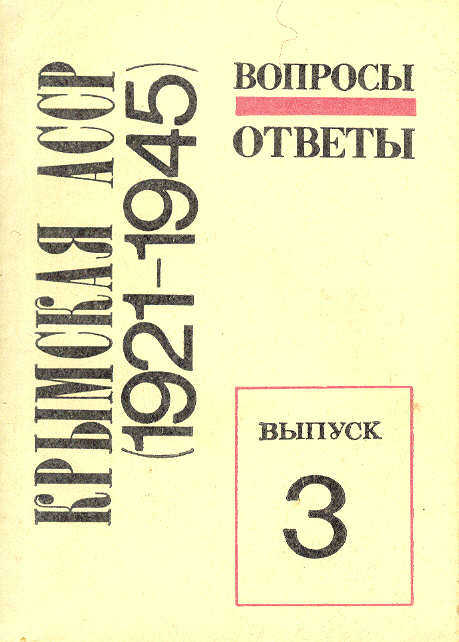 КРЫМСКАЯ АССР
(1921–1945)
ВОПРОСЫ
ОТВЕТЫ
ВЫПУСК
3